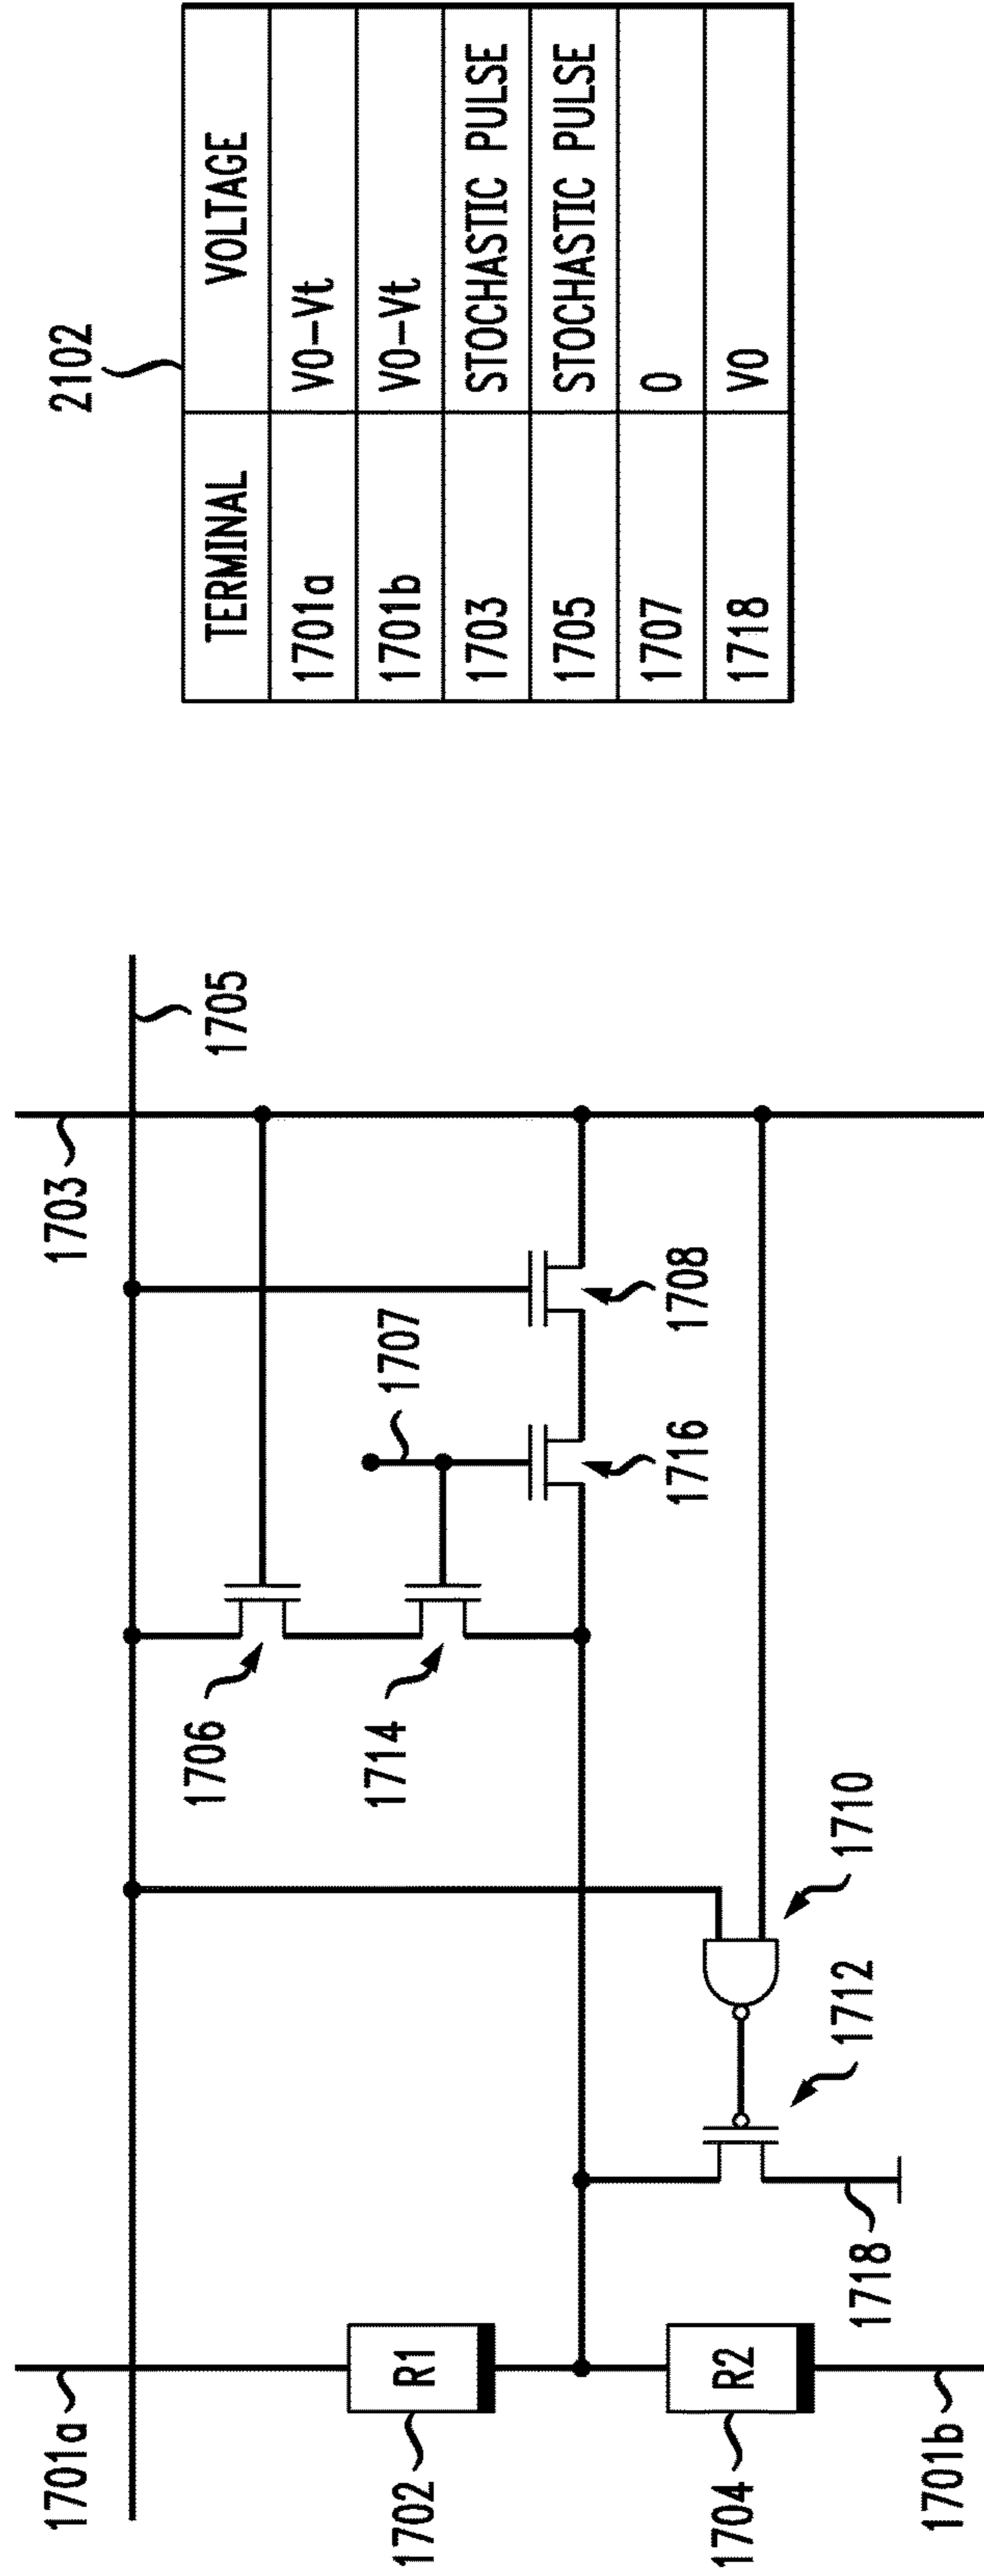 1701a
1705
1703
1702
R1
1706
1707
1714
1716
1708
1704
R2
1718
1712
1710
1701b
2102
TERMINAL VOLTAGE
1701a V0-Vt
1701b V0-Vt
1703 STOCHASTIC PULSE
1705 STOCHASTIC PULSE
1707 0
1718 V0